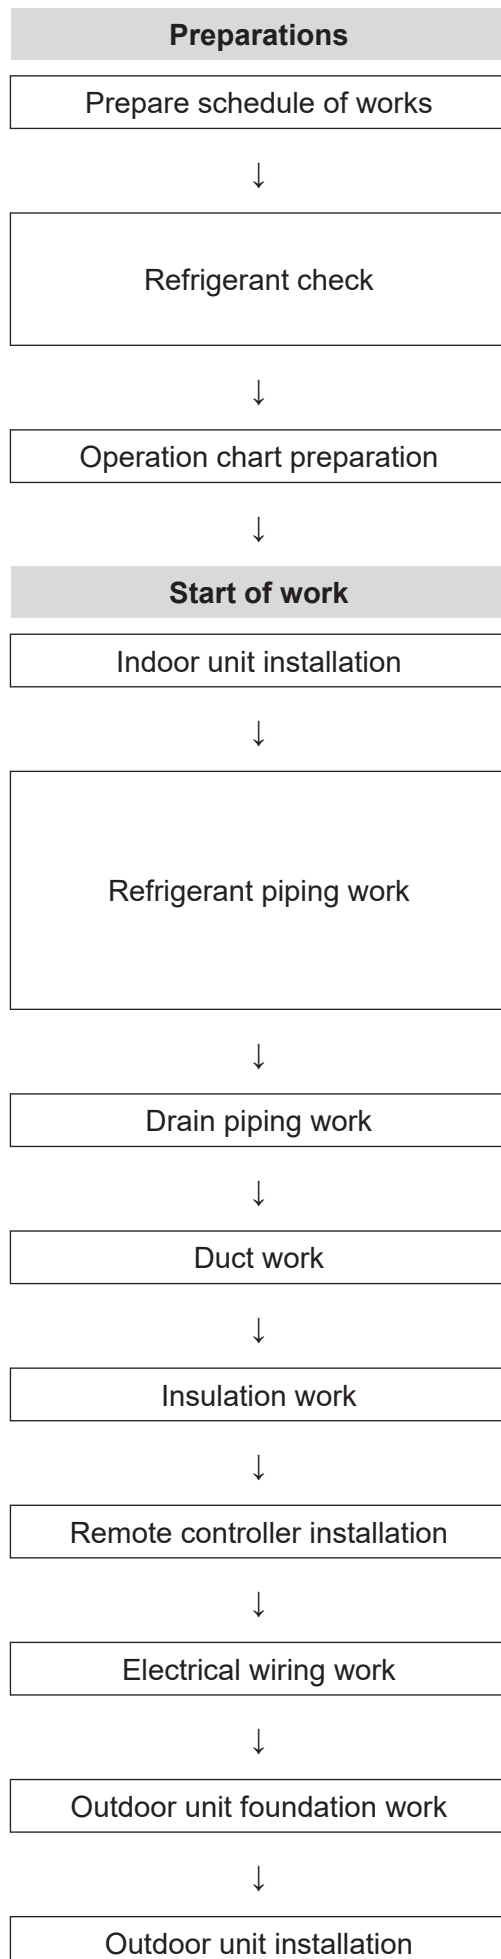 Preparations
Prepare schedule of works
↓
Refrigerant check
↓
Operation chart preparation
↓
Start of work
Indoor unit installation
↓
Refrigerant piping work
↓
Drain piping work
↓
Duct work
↓
Insulation work
↓
Remote controller installation
↓
Electrical wiring work
↓
Outdoor unit foundation work
↓
Outdoor unit installation